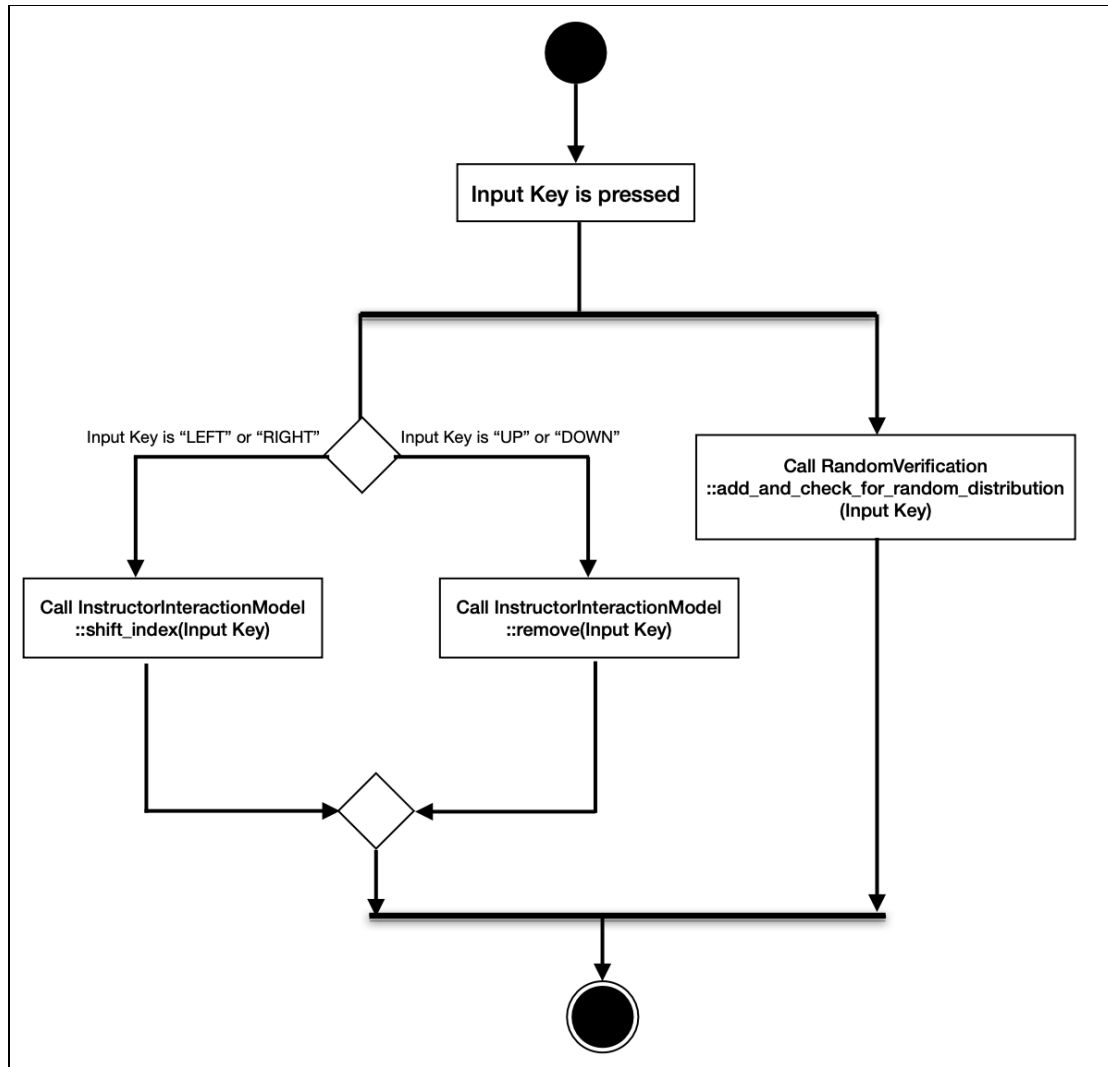 Input Key is pressed
Input Key is “LEFT” or “RIGHT”
Input Key is “UP” or “DOWN”
Call RandomVerification
::add_and_check_for_random_distribution
(Input Key)
Call InstructorInteractionModel
::shift_index(Input Key)
Call InstructorInteractionModel
::remove(Input Key)